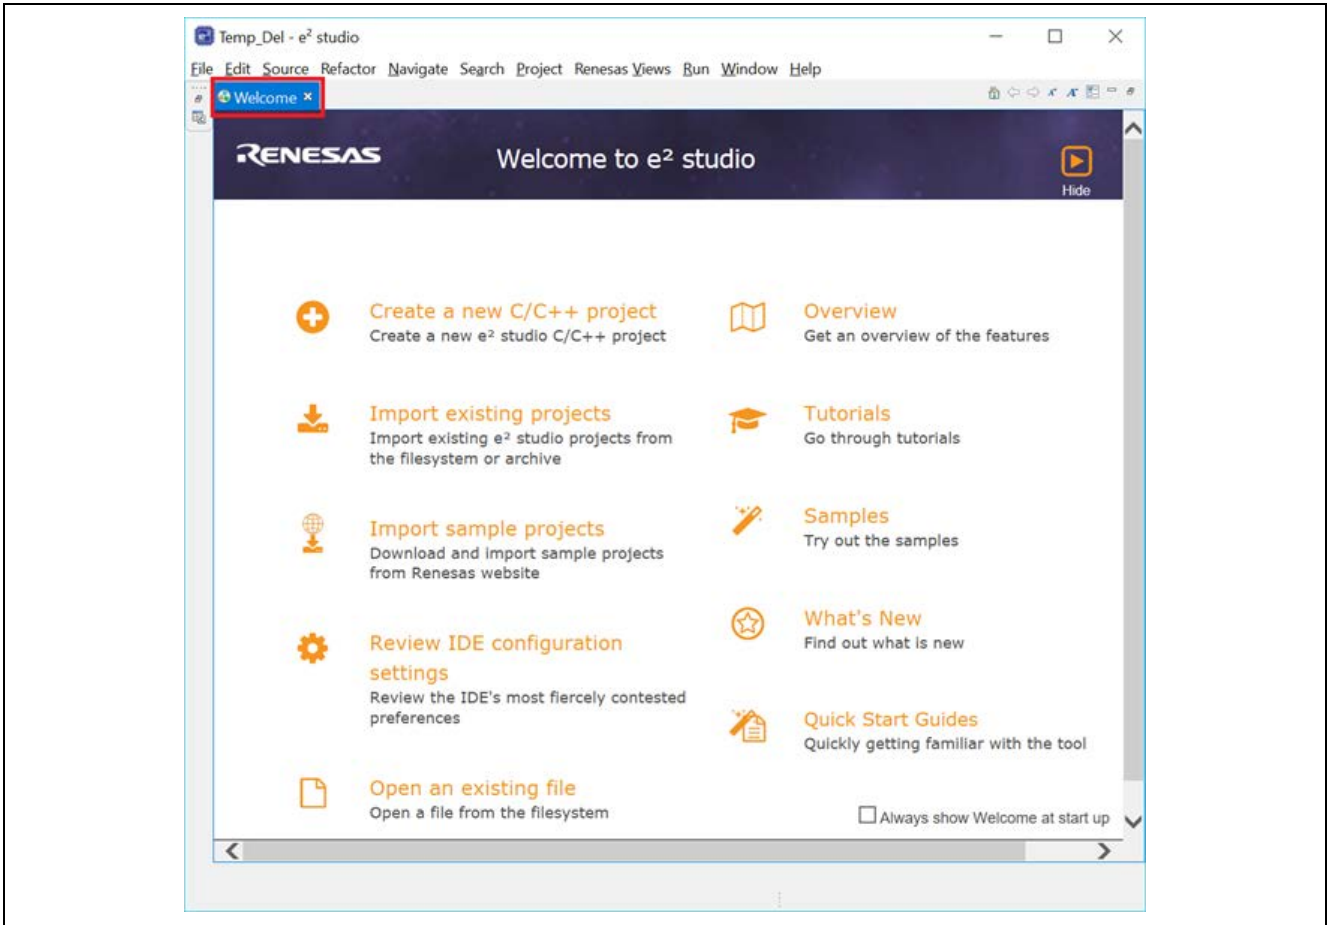 Temp_Del - e² studio
File Edit Source Refactor Navigate Search Project Renesas Views Run Window Help
Welcome
RENESAS
Welcome to e² studio
Hide
Create a new C/C++ project
Create a new e² studio C/C++ project
Import existing projects
Import existing e² studio projects from
the filesystem or archive
Import sample projects
Download and import sample projects
from Renesas website
Review IDE configuration
settings
Review the IDE's most fiercely contested
preferences
Open an existing file
Open a file from the filesystem
Overview
Get an overview of the features
Tutorials
Go through tutorials
Samples
Try out the samples
What's New
Find out what is new
Quick Start Guides
Quickly getting familiar with the tool
Always show Welcome at start up